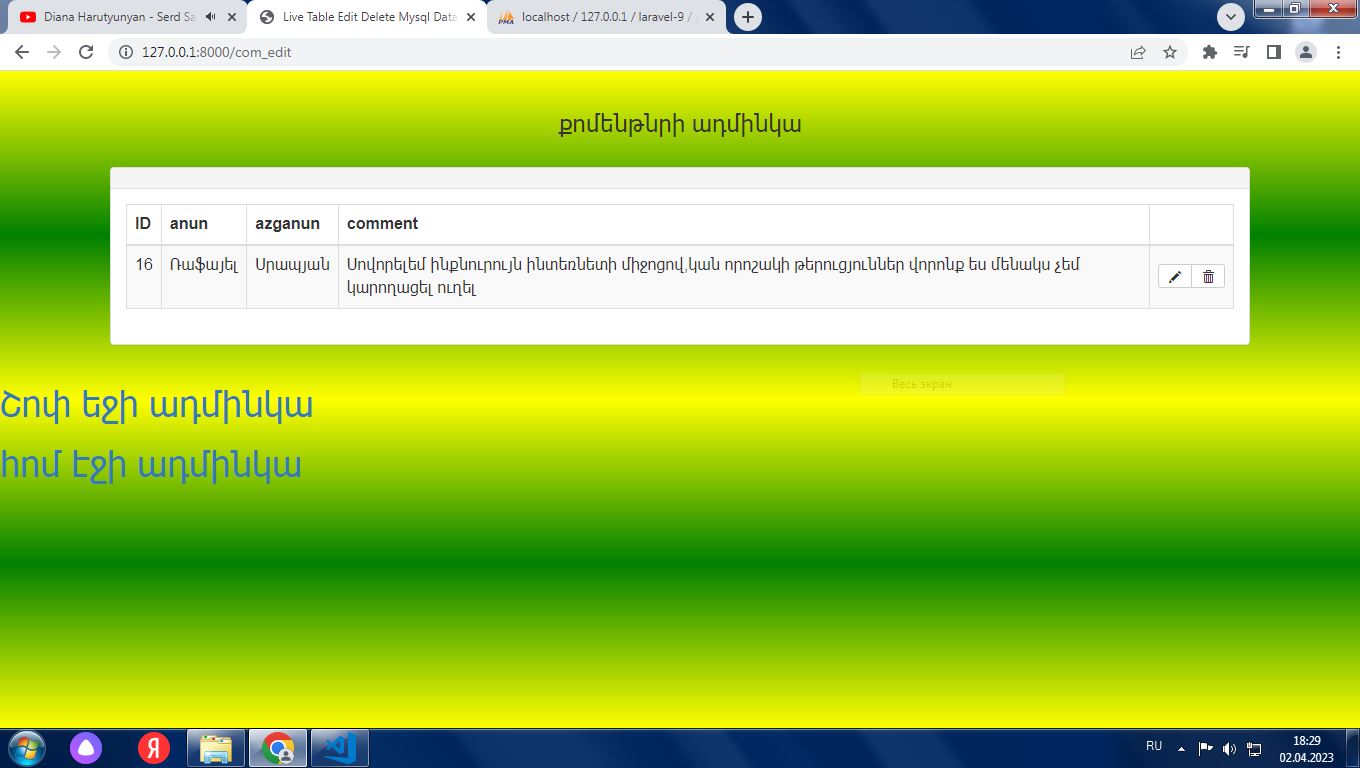 Diana Harutyunyan - Serd Sa
Live Table Edit Delete Mysql Data
localhost / 127.0.0.1 / laravel-9 /
127.0.0.1:8000/com_edit
քոմենթնրի ադմինկա
ID anun azganun comment
16 Ռաֆայել Սրապյան Սովորելեմ ինքնուրույն ինտեռնետի միջոցով,կան որոշակի թերուցյուններ վորոնք ես մենակս չեմ
կարողացել ուղել
Весь экран
Շոփ եջի ադմինկա
հոմ էջի ադմինկա
RU
18:29
02.04.2023